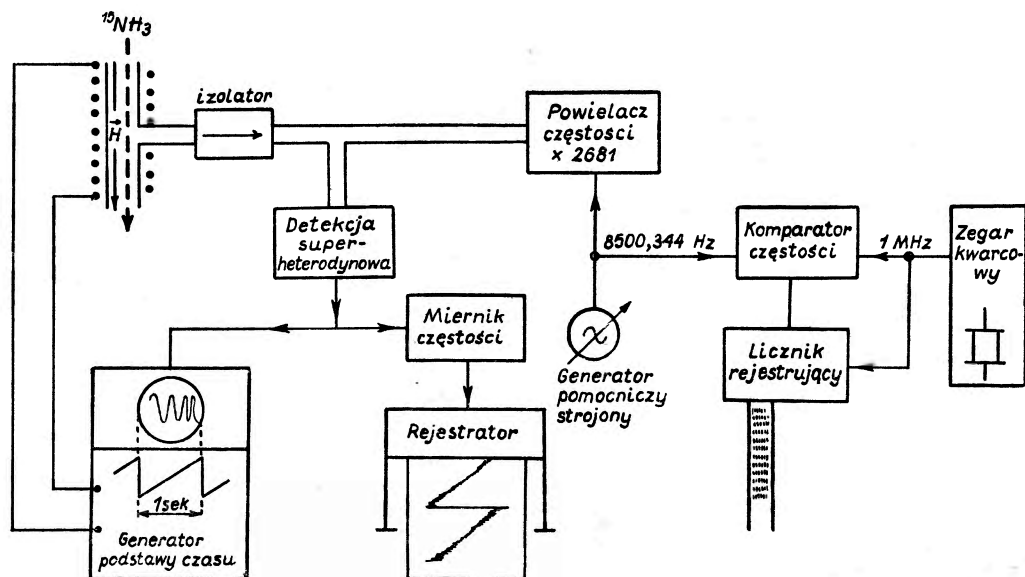 ¹⁵NH₃
H
izolator
Powielacz
częstości
× 2681
Detekcja
super-
heterodynowa
8500,344 Hz
Komparator
częstości
1 MHz
Zegar
kwarco-
wy
Miernik
częstości
Generator
pomocniczy
strojony
Licznik
rejestrujący
Rejestrator
1sek
Generator
podstawy czasu